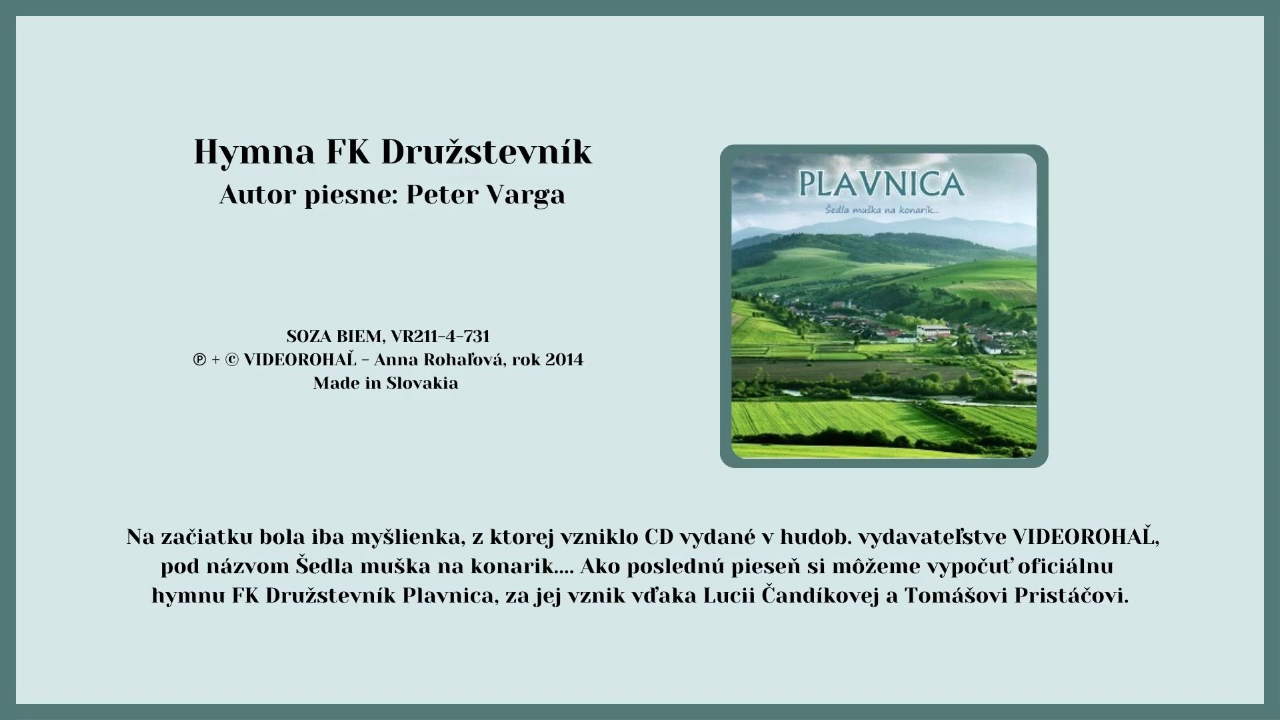 Hymna FK Družstevník
Autor piesne: Peter Varga
SOZA BIEM, VR211-4-731
℗ + © VIDEOROHAĽ - Anna Rohaľová, rok 2014
Made in Slovakia
PLAVNICA
Šedla muška na konarik...
Na začiatku bola iba myšlienka, z ktorej vzniklo CD vydané v hudob. vydavateľstve VIDEOROHAĽ,
pod názvom Šedla muška na konarik.... Ako poslednú pieseň si môžeme vypočuť oficiálnu
hymnu FK Družstevník Plavnica, za jej vznik vďaka Lucii Čandíkovej a Tomášovi Pristáčovi.